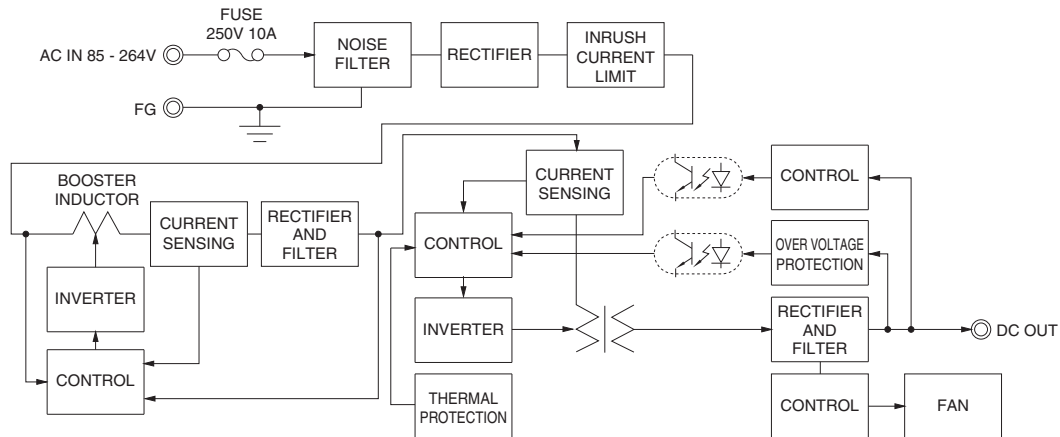 FUSE
250V 10A
AC IN 85 - 264V
NOISE
FILTER
RECTIFIER
INRUSH
CURRENT
LIMIT
FG
BOOSTER
INDUCTOR
CURRENT
SENSING
RECTIFIER
AND
FILTER
INVERTER
CONTROL
CURRENT
SENSING
CONTROL
INVERTER
THERMAL
PROTECTION
CONTROL
OVER VOLTAGE
PROTECTION
RECTIFIER
AND
FILTER
DC OUT
CONTROL
FAN